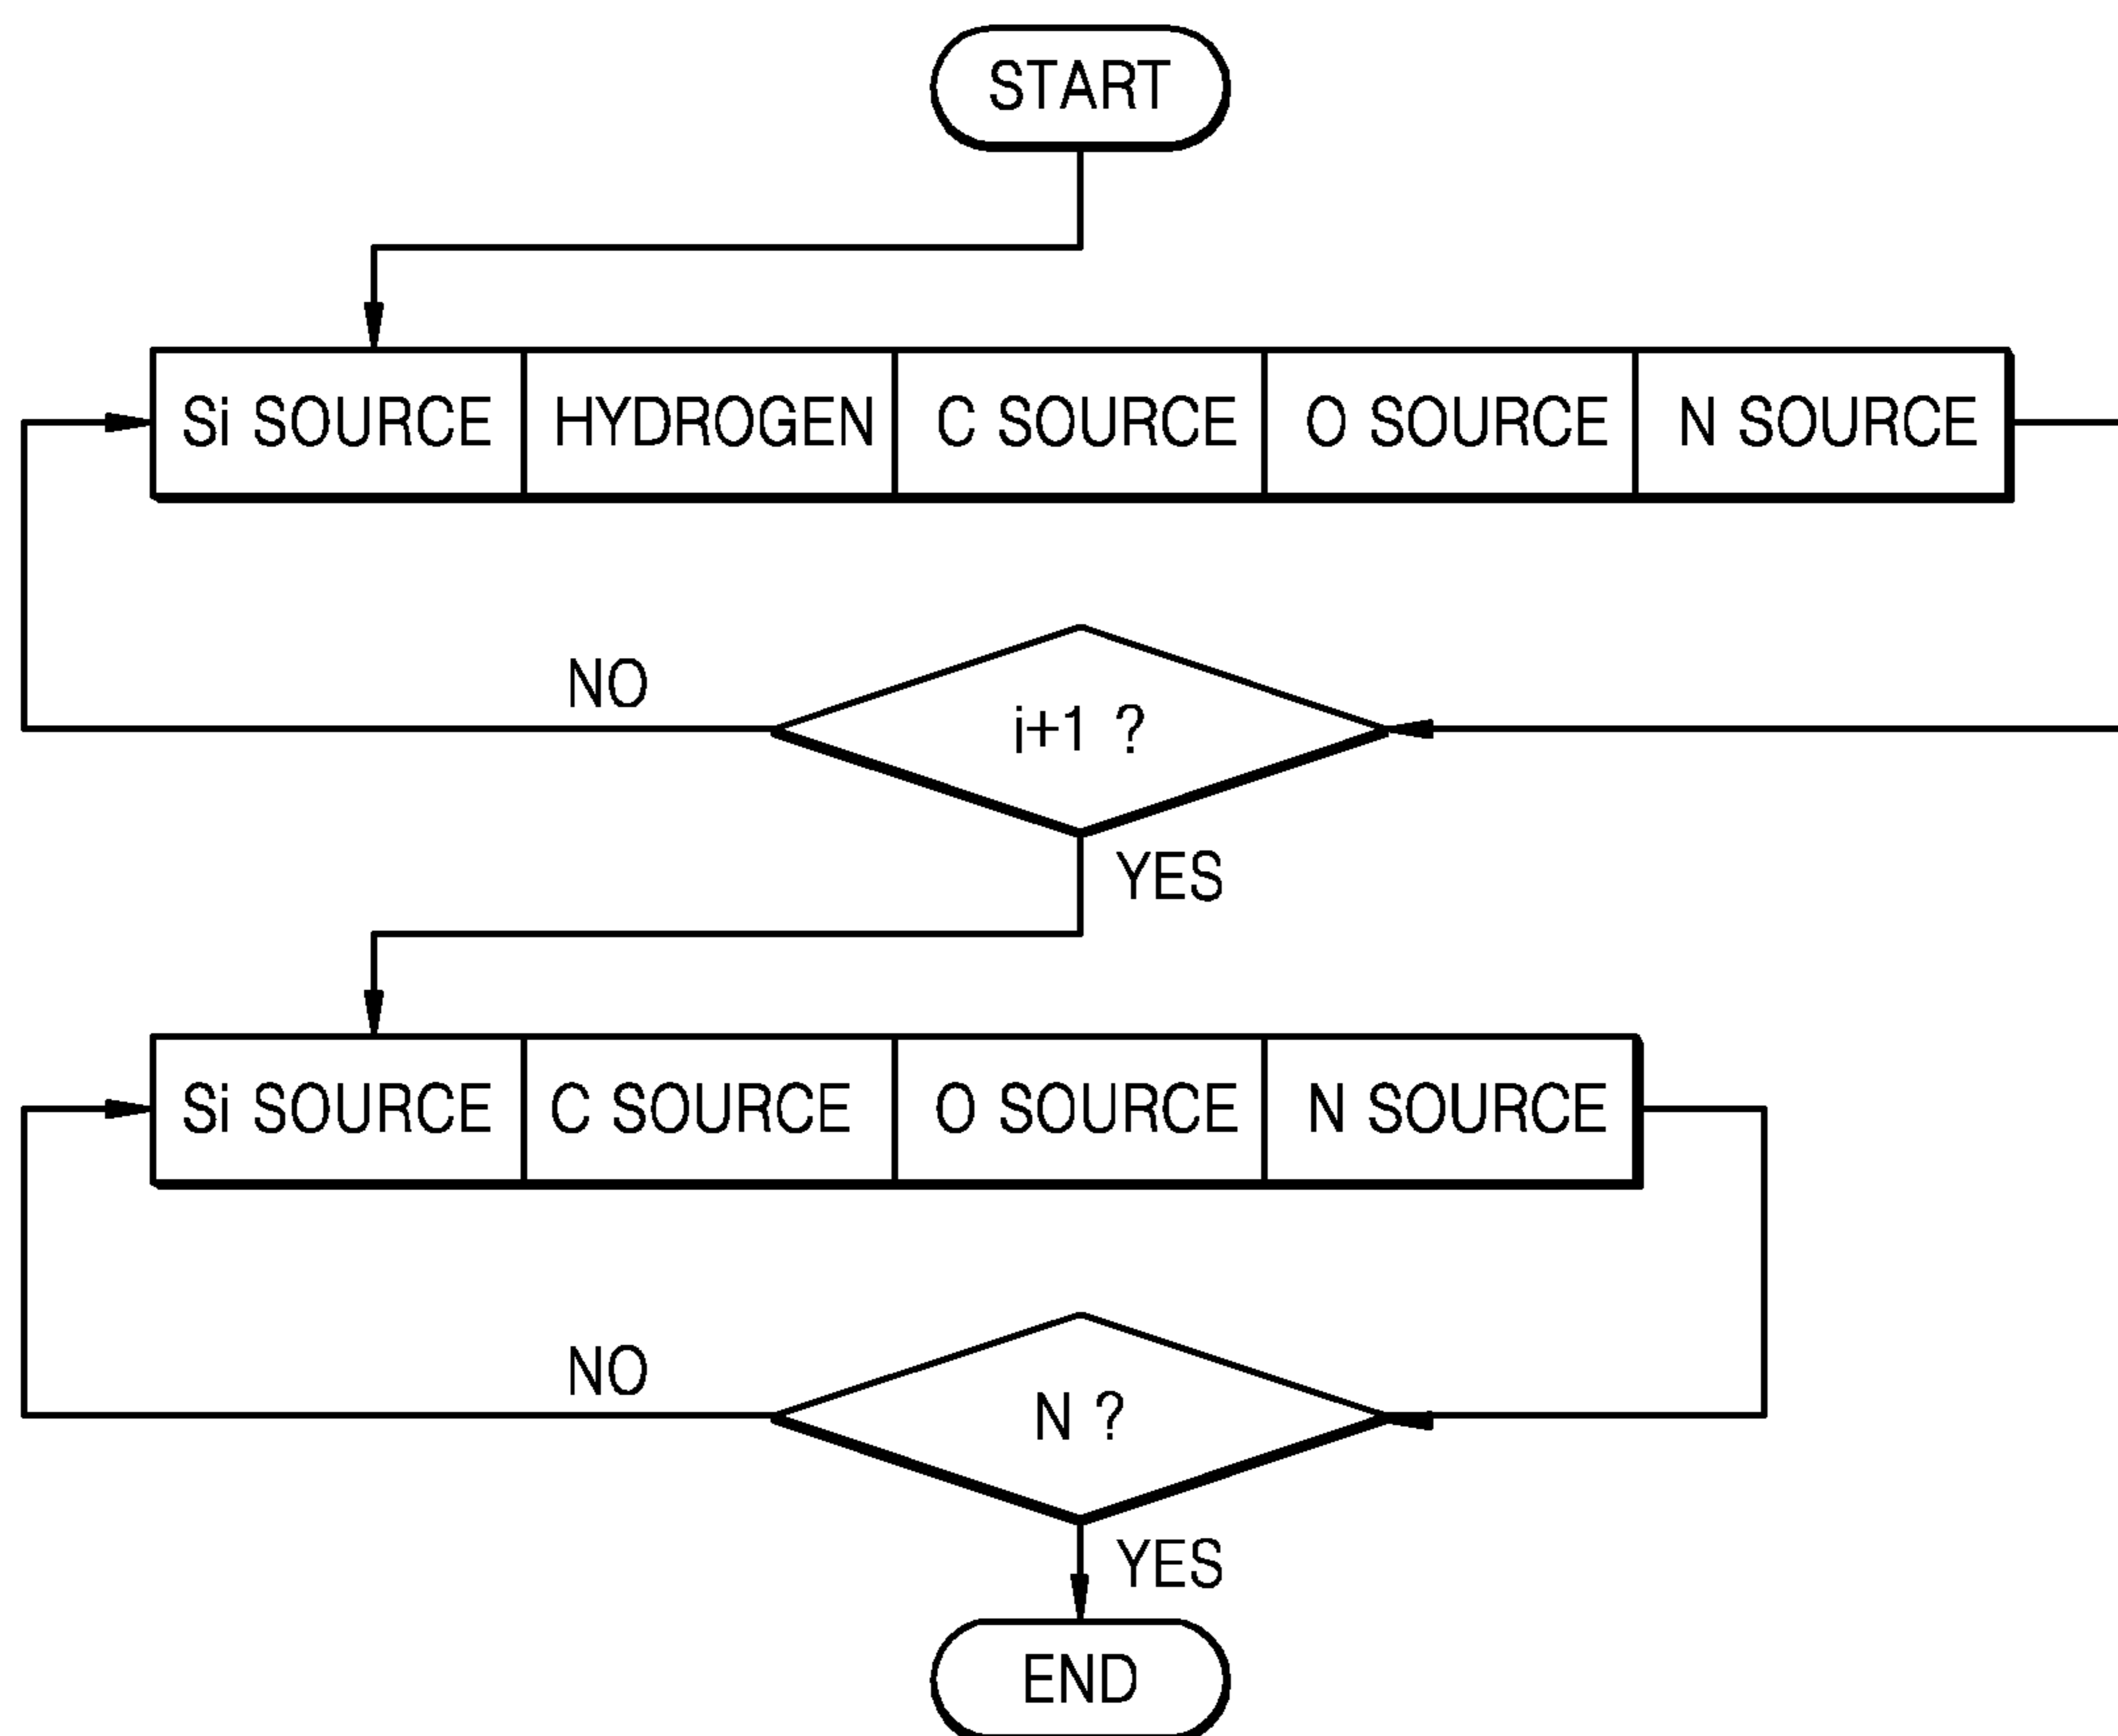 START
Si SOURCE HYDROGEN C SOURCE O SOURCE N SOURCE
NO
i+1 ?
YES
Si SOURCE C SOURCE O SOURCE N SOURCE
NO
N ?
YES
END